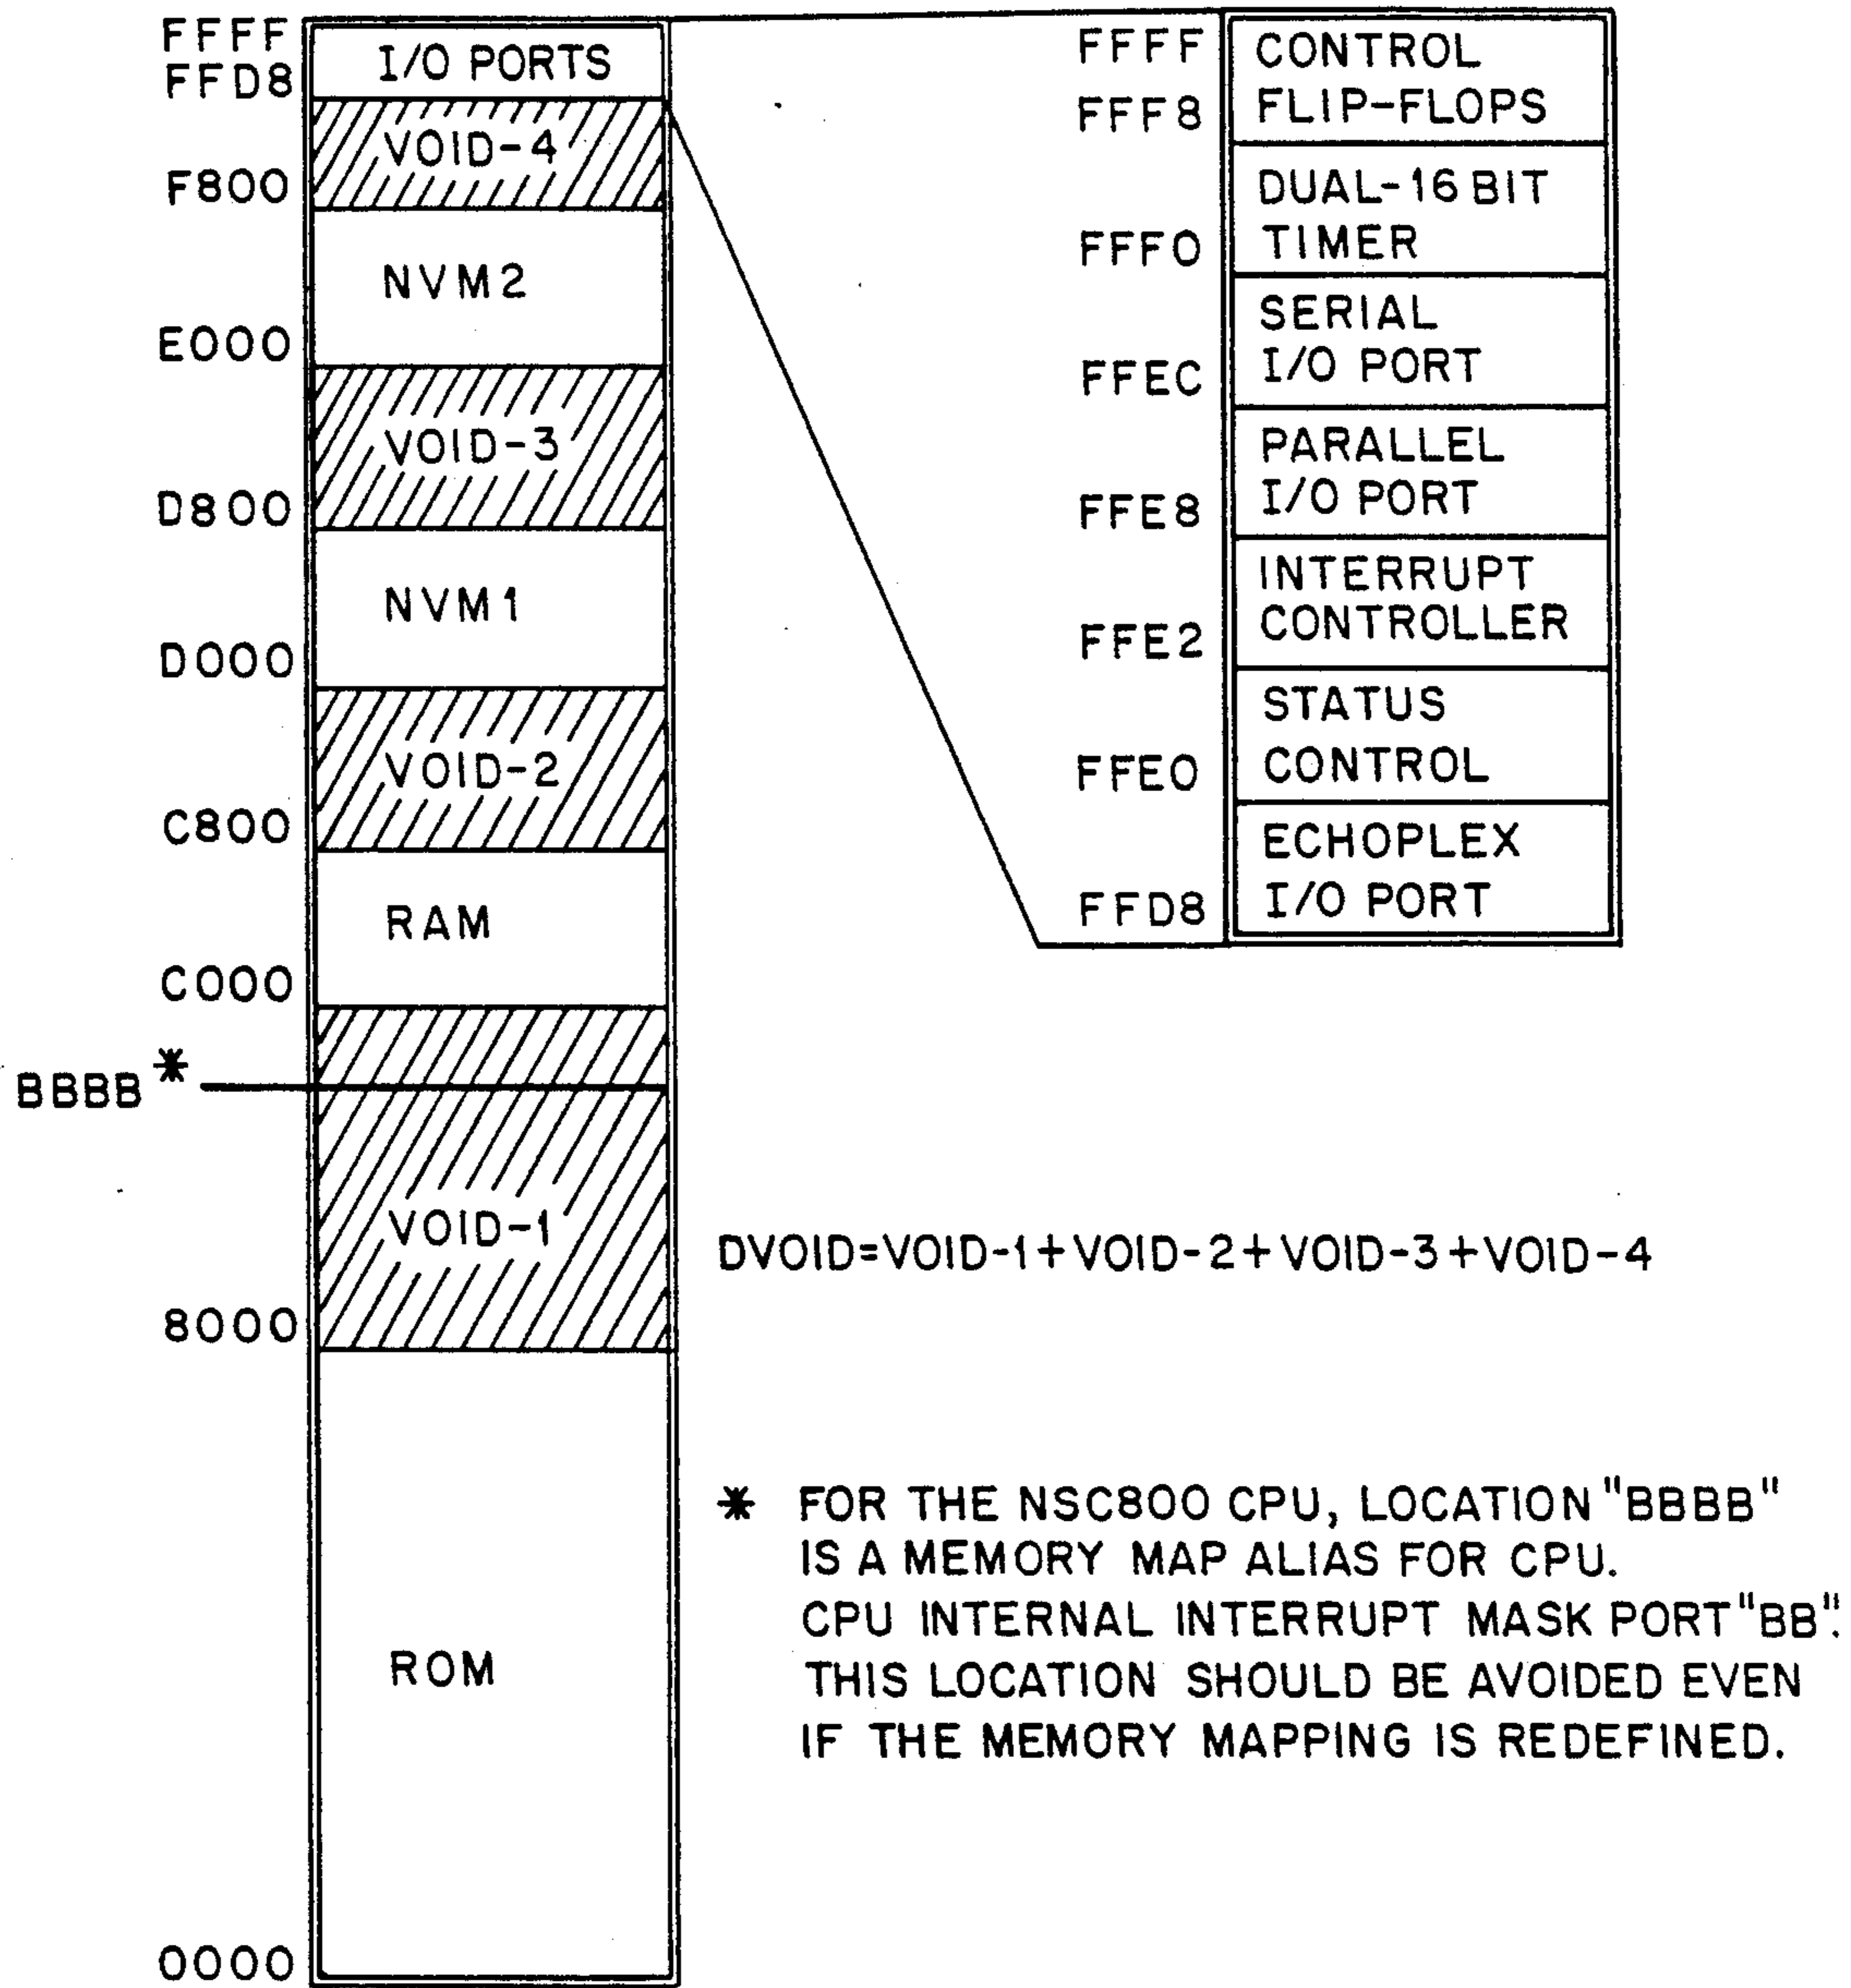 FFFF
FFD8
I/O PORTS
VOID-4
F800
NVM2
E000
VOID-3
D800
NVM1
D000
VOID-2
C800
RAM
C000
BBBB*
VOID-1
8000
ROM
0000
FFFF
CONTROL
FLIP-FLOPS
FFF8
DUAL-16 BIT
TIMER
FFF0
SERIAL
I/O PORT
FFEC
PARALLEL
I/O PORT
FFE8
INTERRUPT
CONTROLLER
FFE2
STATUS
CONTROL
FFE0
ECHOPLEX
I/O PORT
FFD8
DVOID=VOID-1+VOID-2+VOID-3+VOID-4
* FOR THE NSC800 CPU, LOCATION "BBBB"
IS A MEMORY MAP ALIAS FOR CPU.
CPU INTERNAL INTERRUPT MASK PORT "BB".
THIS LOCATION SHOULD BE AVOIDED EVEN
IF THE MEMORY MAPPING IS REDEFINED.